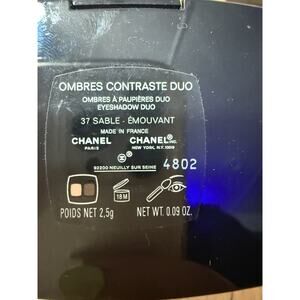 OMBRES CONTRASTE DUO
OMBRES À PAUPIÈRES DUO
EYESHADOW DUO
37 SABLE - ÉMOUVANT
MADE IN FRANCE
CHANEL CHANEL INC.
PARIS NEW YORK, N.Y. 10019
92200 NEUILLY SUR SEINE 4802
18 M
POIDS NET 2,5g NET WT. 0.09 OZ.